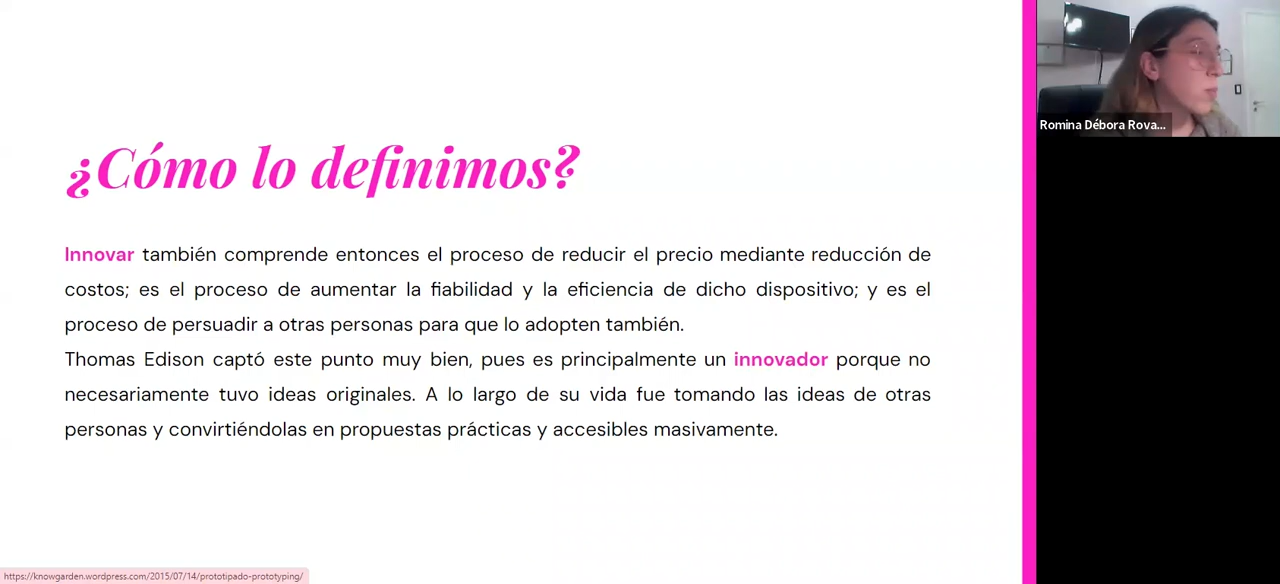 ¿Cómo lo definimos?
Innovar también comprende entonces el proceso de reducir el precio mediante reducción de
costos; es el proceso de aumentar la fiabilidad y la eficiencia de dicho dispositivo; y es el
proceso de persuadir a otras personas para que lo adopten también.
Thomas Edison captó este punto muy bien, pues es principalmente un innovador porque no
necesariamente tuvo ideas originales. A lo largo de su vida fue tomando las ideas de otras
personas y convirtiéndolas en propuestas prácticas y accesibles masivamente.
Romina Débora Rova...
https://knowgarden.wordpress.com/2015/07/14/prototipado-prototyping/